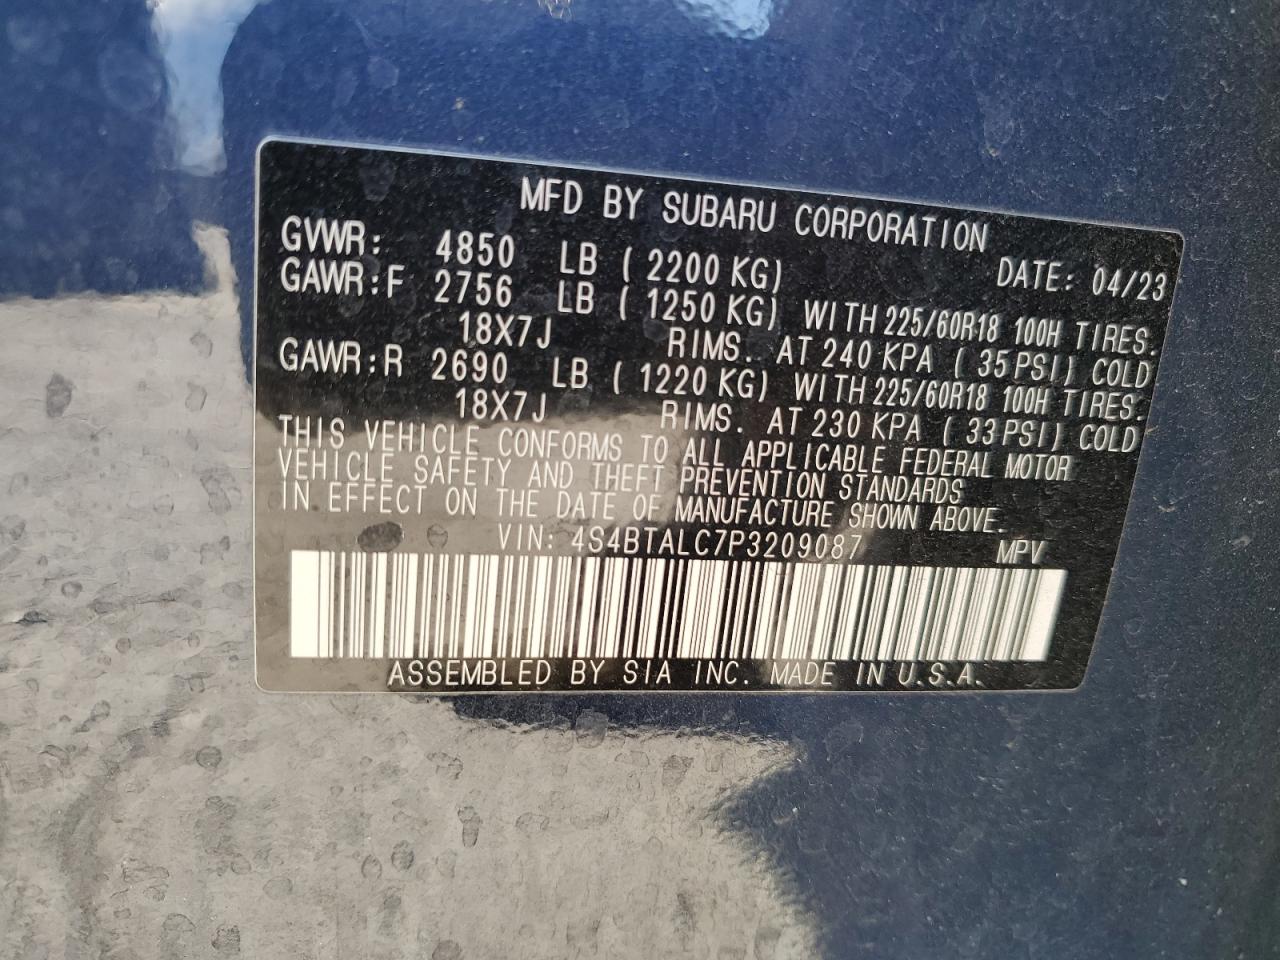 MFD BY SUBARU CORPORATION
GVWR: 4850 LB ( 2200 KG) DATE: 04/23
GAWR:F 2756 LB ( 1250 KG) WITH 225/60R18 100H TIRES.
18X7J RIMS. AT 240 KPA ( 35 PSI) COLD
GAWR:R 2690 LB ( 1220 KG) WITH 225/60R18 100H TIRES.
18X7J RIMS. AT 230 KPA ( 33 PSI) COLD
THIS VEHICLE CONFORMS TO ALL APPLICABLE FEDERAL MOTOR
VEHICLE SAFETY AND THEFT PREVENTION STANDARDS
IN EFFECT ON THE DATE OF MANUFACTURE SHOWN ABOVE.
VIN: 4S4BTALC7P3209087 MPV
ASSEMBLED BY SIA INC. MADE IN U.S.A.